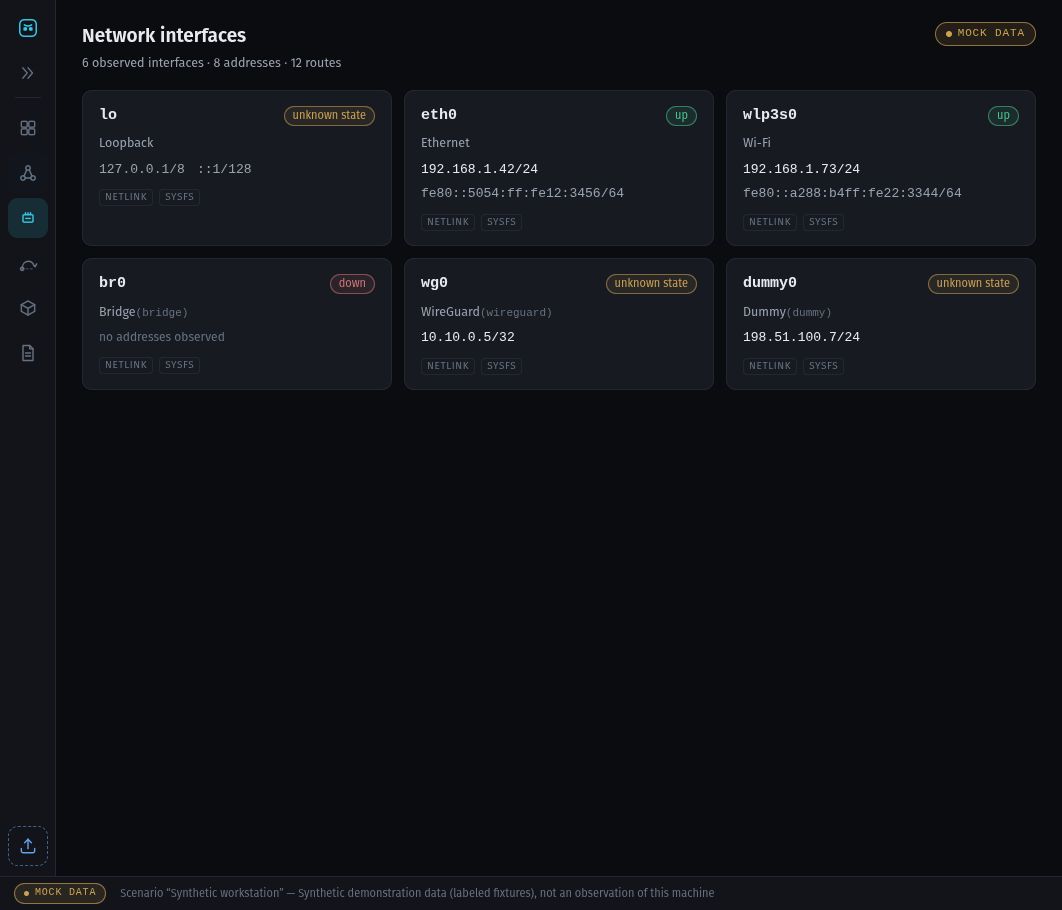 Network interfaces
MOCK DATA
6 observed interfaces · 8 addresses · 12 routes
lo unknown state
Loopback
127.0.0.1/8 ::1/128
NETLINK SYSFS
eth0 up
Ethernet
192.168.1.42/24
fe80::5054:ff:fe12:3456/64
NETLINK SYSFS
wlp3s0 up
Wi-Fi
192.168.1.73/24
fe80::a288:b4ff:fe22:3344/64
NETLINK SYSFS
br0 down
Bridge(bridge)
no addresses observed
NETLINK SYSFS
wg0 unknown state
WireGuard(wireguard)
10.10.0.5/32
NETLINK SYSFS
dummy0 unknown state
Dummy(dummy)
198.51.100.7/24
NETLINK SYSFS
MOCK DATA Scenario “Synthetic workstation” — Synthetic demonstration data (labeled fixtures), not an observation of this machine